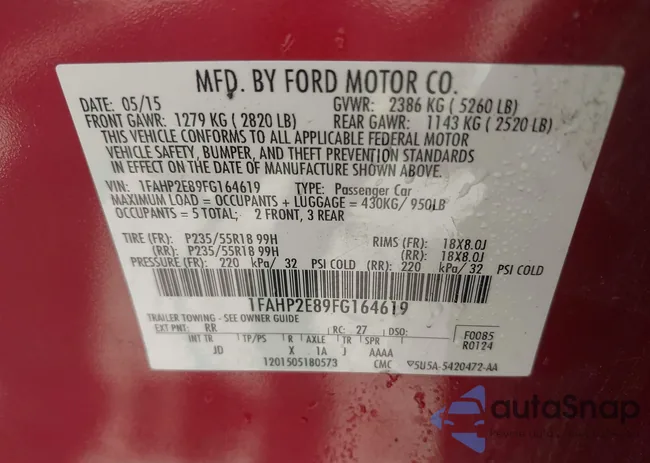 MFD. BY FORD MOTOR CO.
DATE: 05/15 GVWR: 2386 KG ( 5260 LB)
FRONT GAWR: 1279 KG ( 2820 LB) REAR GAWR: 1143 KG ( 2520 LB)
THIS VEHICLE CONFORMS TO ALL APPLICABLE FEDERAL MOTOR
VEHICLE SAFETY, BUMPER, AND THEFT PREVENTION STANDARDS
IN EFFECT ON THE DATE OF MANUFACTURE SHOWN ABOVE.
VIN: 1FAHP2E89FG164619 TYPE: Passenger Car
MAXIMUM LOAD = OCCUPANTS + LUGGAGE = 430KG/ 950LB
OCCUPANTS = 5 TOTAL; 2 FRONT, 3 REAR
TIRE (FR): P235/55R18 99H RIMS (FR): 18X8.0J
(RR): P235/55R18 99H (RR): 18X8.0J
PRESSURE (FR): 220 kPa/ 32 PSI COLD (RR): 220 kPa/ 32 PSI COLD
1FAHP2E89FG164619
TRAILER TOWING - SEE OWNER GUIDE
EXT PNT: RR RC: 27 DSO: F0085
INT TR TP/PS R AXLE TR SPR R0124
JD X 1A J AAAA
1201505180573 CMC 5U5A-5420472-AA
autoSnap